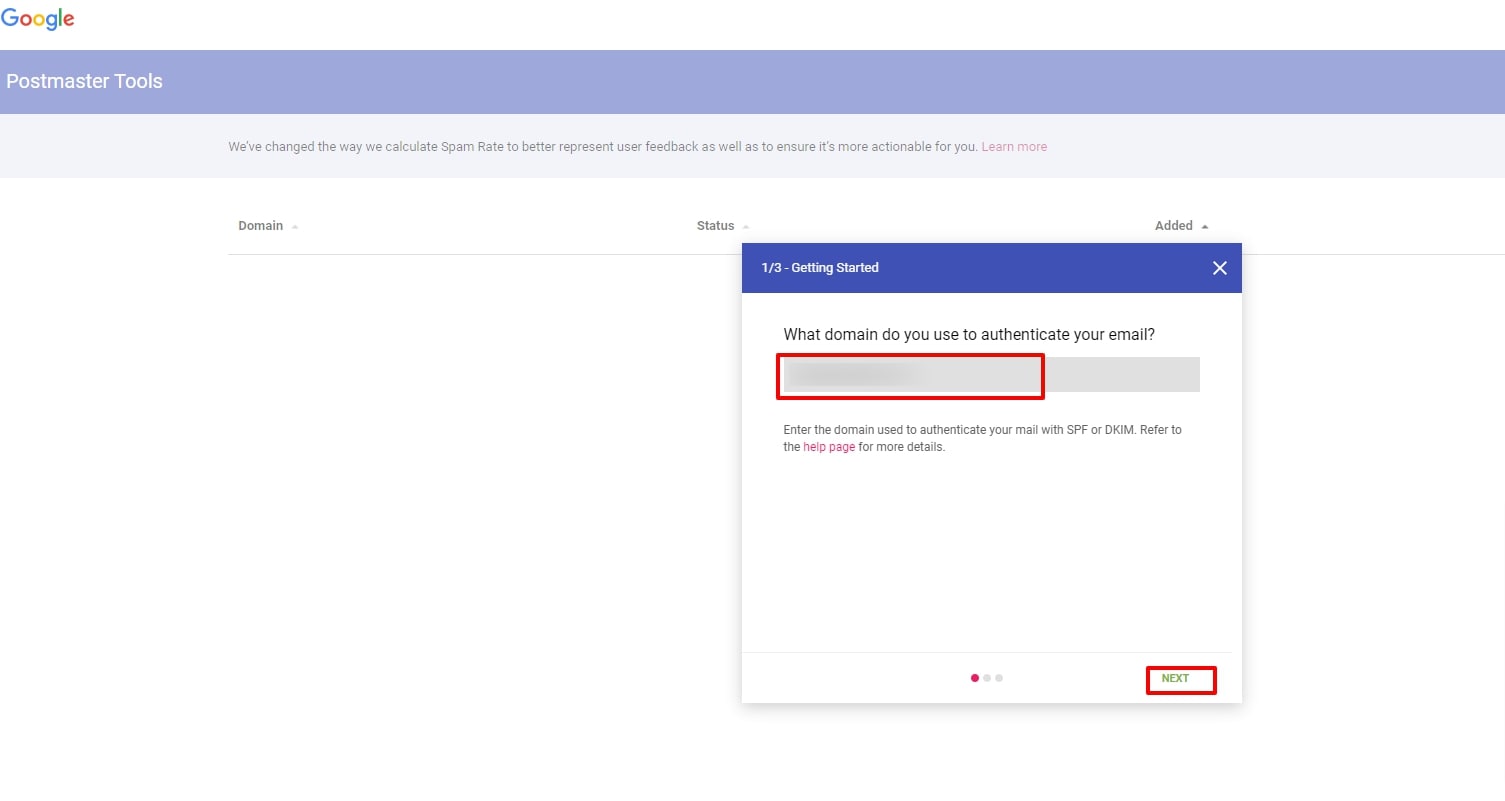 Google
Postmaster Tools
We've changed the way we calculate Spam Rate to better represent user feedback as well as to ensure it's more actionable for you. Learn more
Domain Status Added
1/3 - Getting Started
What domain do you use to authenticate your email?
Enter the domain used to authenticate your mail with SPF or DKIM. Refer to
the help page for more details.
NEXT